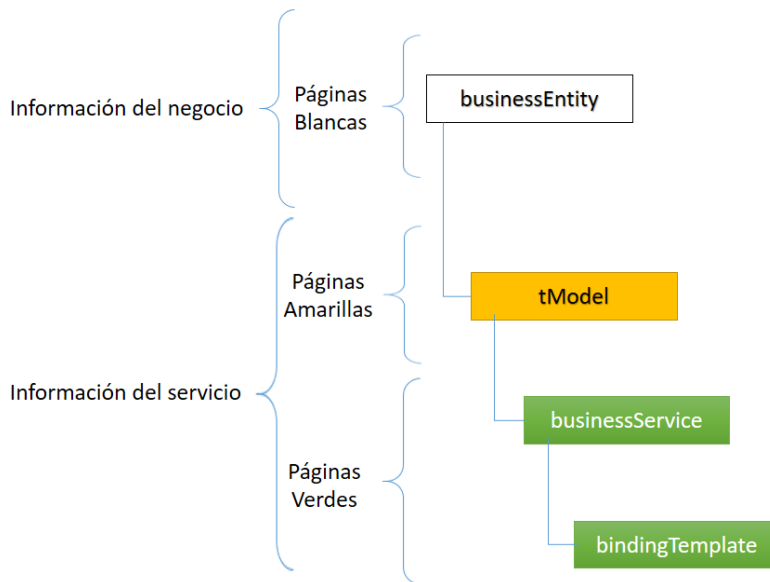 Información del negocio
Páginas
Blancas
businessEntity
Páginas
Amarillas
tModel
Información del servicio
businessService
Páginas
Verdes
bindingTemplate